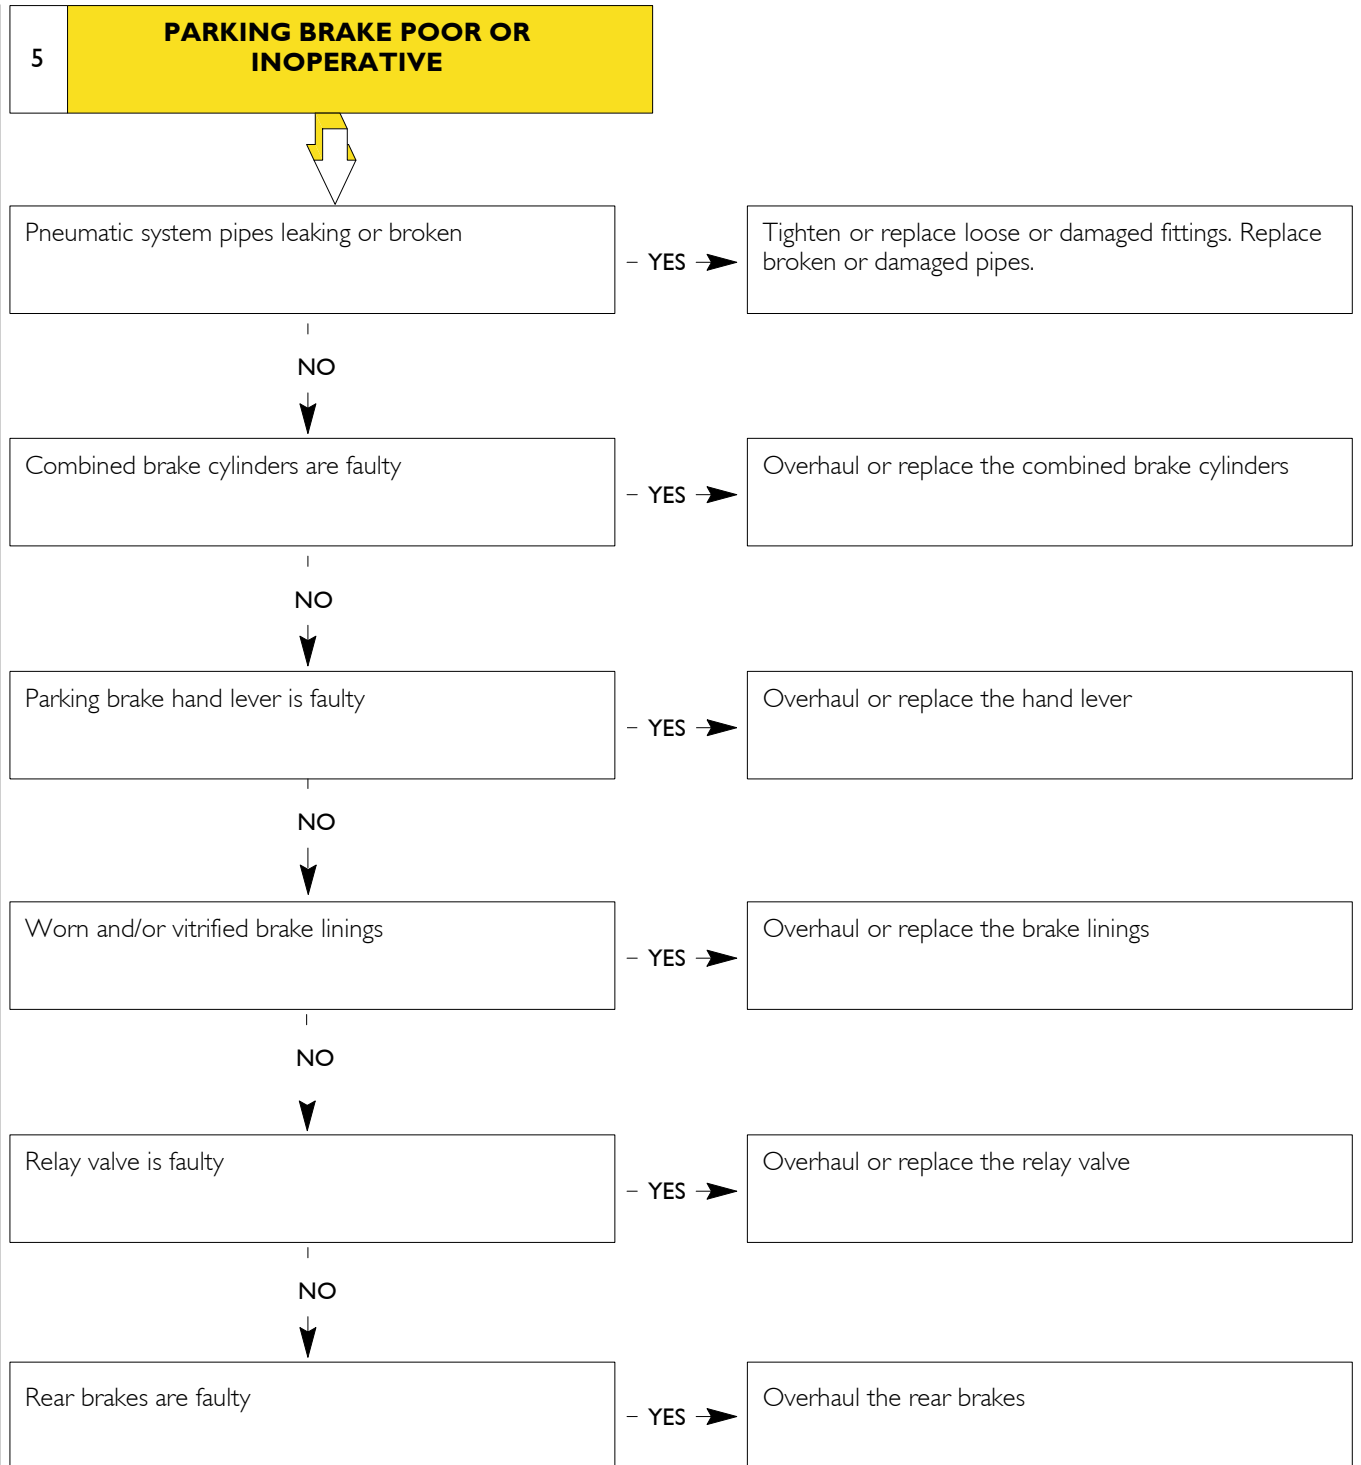 5
PARKING BRAKE POOR OR
INOPERATIVE
Pneumatic system pipes leaking or broken
YES
Tighten or replace loose or damaged fittings. Replace
broken or damaged pipes.
NO
Combined brake cylinders are faulty
YES
Overhaul or replace the combined brake cylinders
NO
Parking brake hand lever is faulty
YES
Overhaul or replace the hand lever
NO
Worn and/or vitrified brake linings
YES
Overhaul or replace the brake linings
NO
Relay valve is faulty
YES
Overhaul or replace the relay valve
NO
Rear brakes are faulty
YES
Overhaul the rear brakes